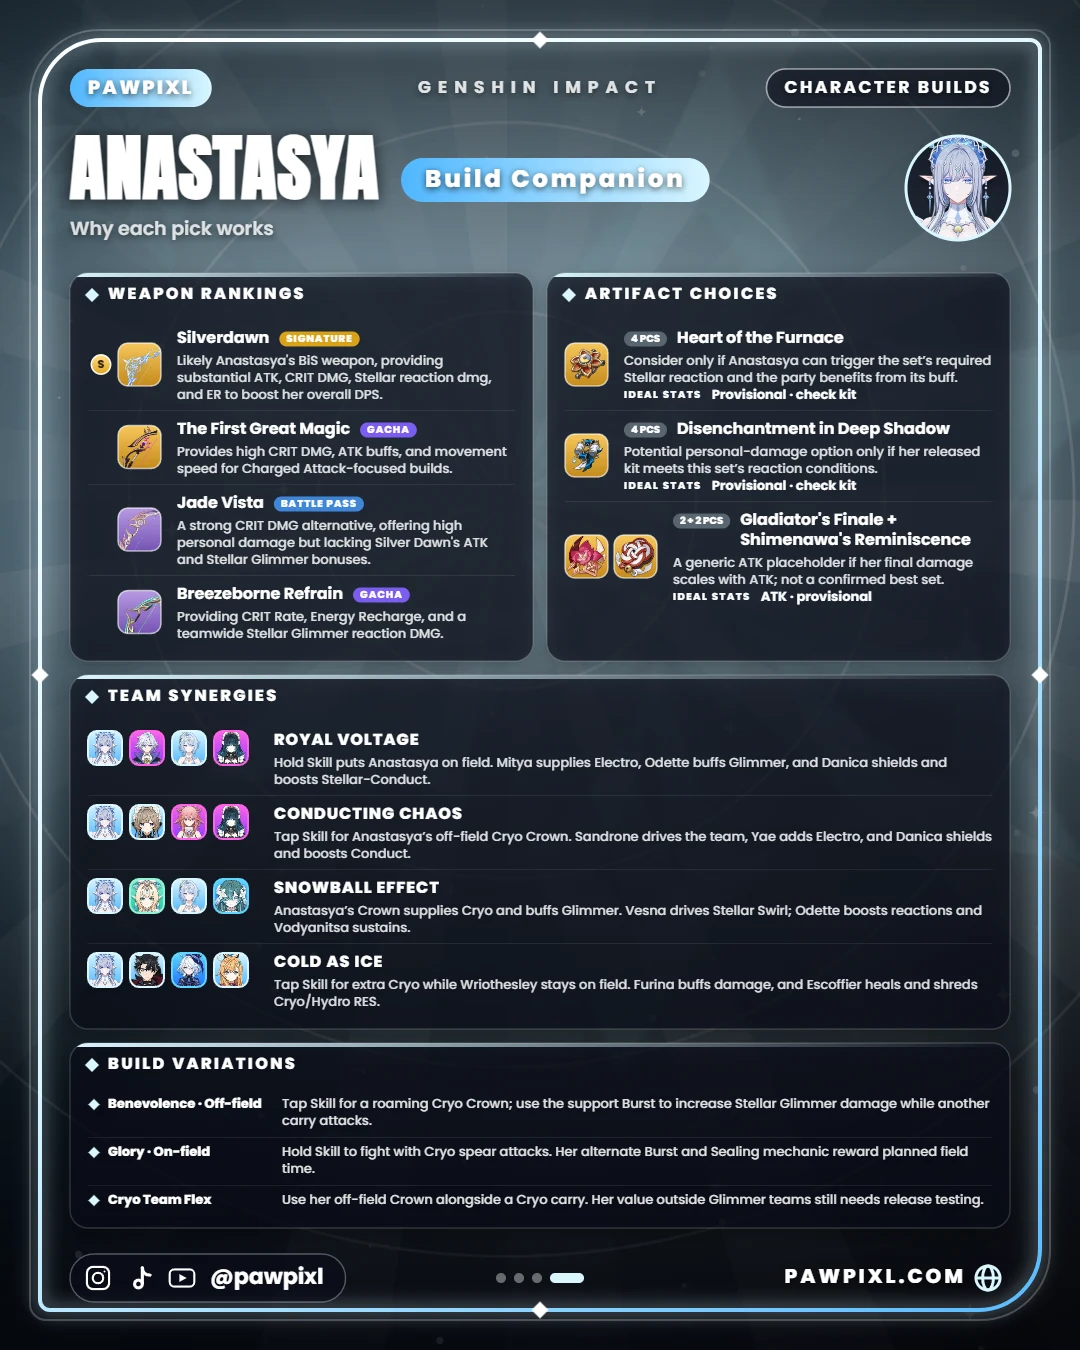 PAWPIXL
GENSHIN IMPACT
CHARACTER BUILDS
ANASTASYA
Build Companion
Why each pick works
WEAPON RANKINGS
S
Silverdawn SIGNATURE
Likely Anastasya's BiS weapon, providing
substantial ATK, CRIT DMG, Stellar reaction dmg,
and ER to boost her overall DPS.
The First Great Magic GACHA
Provides high CRIT DMG, ATK buffs, and movement
speed for Charged Attack-focused builds.
Jade Vista BATTLE PASS
A strong CRIT DMG alternative, offering high
personal damage but lacking Silver Dawn's ATK
and Stellar Glimmer bonuses.
Breezeborne Refrain GACHA
Providing CRIT Rate, Energy Recharge, and a
teamwide Stellar Glimmer reaction DMG.
ARTIFACT CHOICES
4PCS Heart of the Furnace
Consider only if Anastasya can trigger the set's required
Stellar reaction and the party benefits from its buff.
IDEAL STATS Provisional · check kit
4PCS Disenchantment in Deep Shadow
Potential personal-damage option only if her released
kit meets this set's reaction conditions.
IDEAL STATS Provisional · check kit
2+2PCS Gladiator's Finale +
Shimenawa's Reminiscence
A generic ATK placeholder if her final damage
scales with ATK; not a confirmed best set.
IDEAL STATS ATK · provisional
TEAM SYNERGIES
ROYAL VOLTAGE
Hold Skill puts Anastasya on field. Mitya supplies Electro, Odette buffs Glimmer, and Danica shields and
boosts Stellar-Conduct.
CONDUCTING CHAOS
Tap Skill for Anastasya's off-field Cryo Crown. Sandrone drives the team, Yae adds Electro, and Danica shields
and boosts Conduct.
SNOWBALL EFFECT
Anastasya's Crown supplies Cryo and buffs Glimmer. Vesna drives Stellar Swirl; Odette boosts reactions and
Vodyanitsa sustains.
COLD AS ICE
Tap Skill for extra Cryo while Wriothesley stays on field. Furina buffs damage, and Escoffier heals and shreds
Cryo/Hydro RES.
BUILD VARIATIONS
Benevolence · Off-field Tap Skill for a roaming Cryo Crown; use the support Burst to increase Stellar Glimmer damage while another
carry attacks.
Glory · On-field Hold Skill to fight with Cryo spear attacks. Her alternate Burst and Sealing mechanic reward planned field
time.
Cryo Team Flex Use her off-field Crown alongside a Cryo carry. Her value outside Glimmer teams still needs release testing.
@pawpixl
PAWPIXL.COM